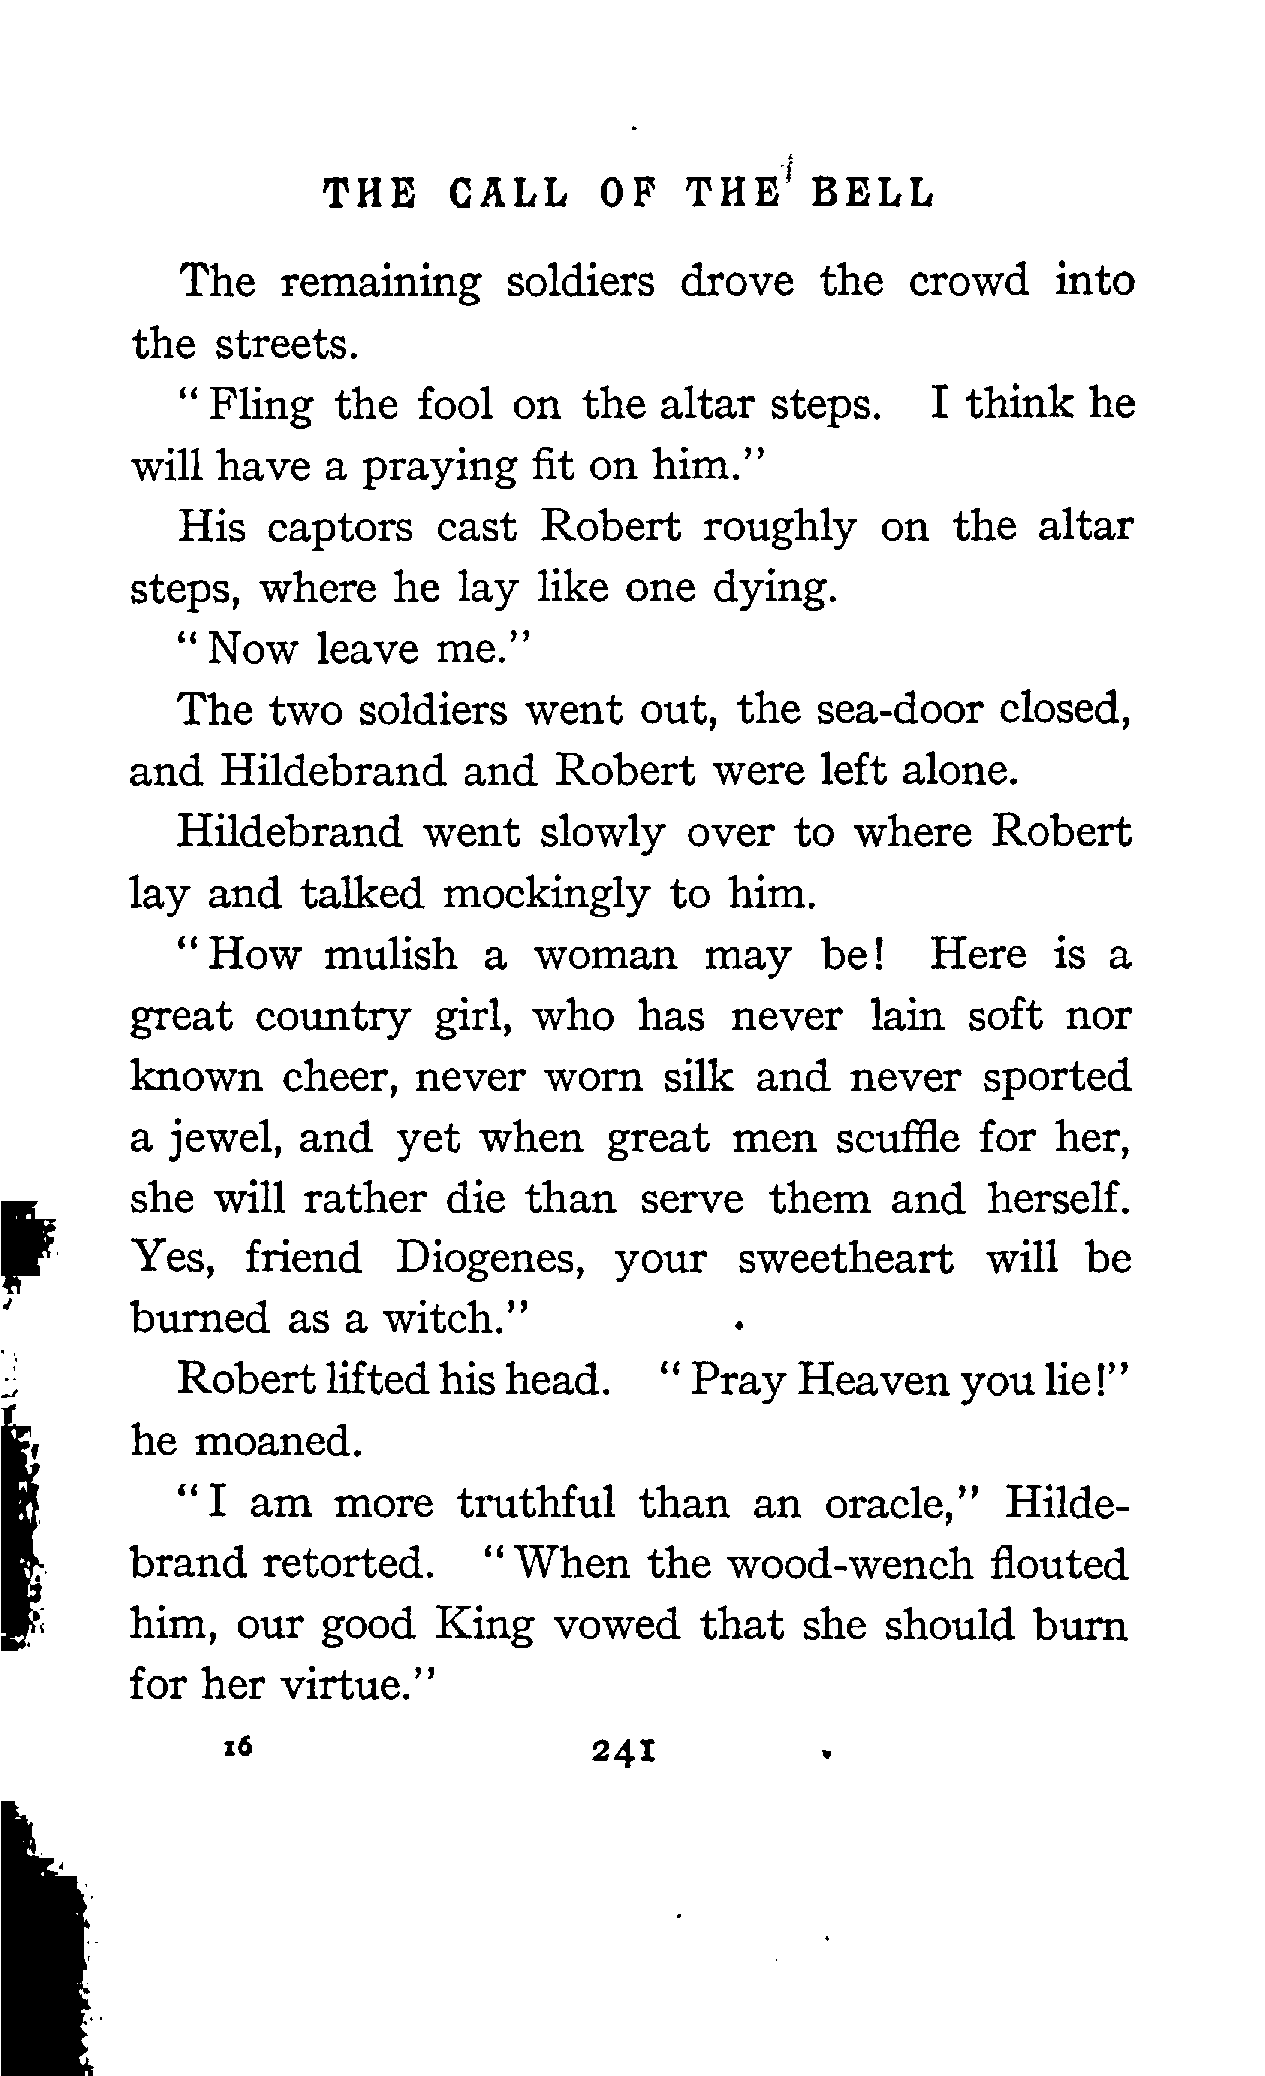 THE CALL OF THE BELL
The remaining soldiers drove the crowd into
the streets.
“Fling the fool on the altar steps. I think he
will have a praying fit on him.”
His captors cast Robert roughly on the altar
steps, where he lay like one dying.
“Now leave me.”
The two soldiers went out, the sea-door closed,
and Hildebrand and Robert were left alone.
Hildebrand went slowly over to where Robert
lay and talked mockingly to him.
“How mulish a woman may be! Here is a
great country girl, who has never lain soft nor
known cheer, never worn silk and never sported
a jewel, and yet when great men scuffle for her,
she will rather die than serve them and herself.
Yes, friend Diogenes, your sweetheart will be
burned as a witch.”
Robert lifted his head. “Pray Heaven you lie!”
he moaned.
“I am more truthful than an oracle,” Hilde-
brand retorted. “When the wood-wench flouted
him, our good King vowed that she should burn
for her virtue.”
16 241